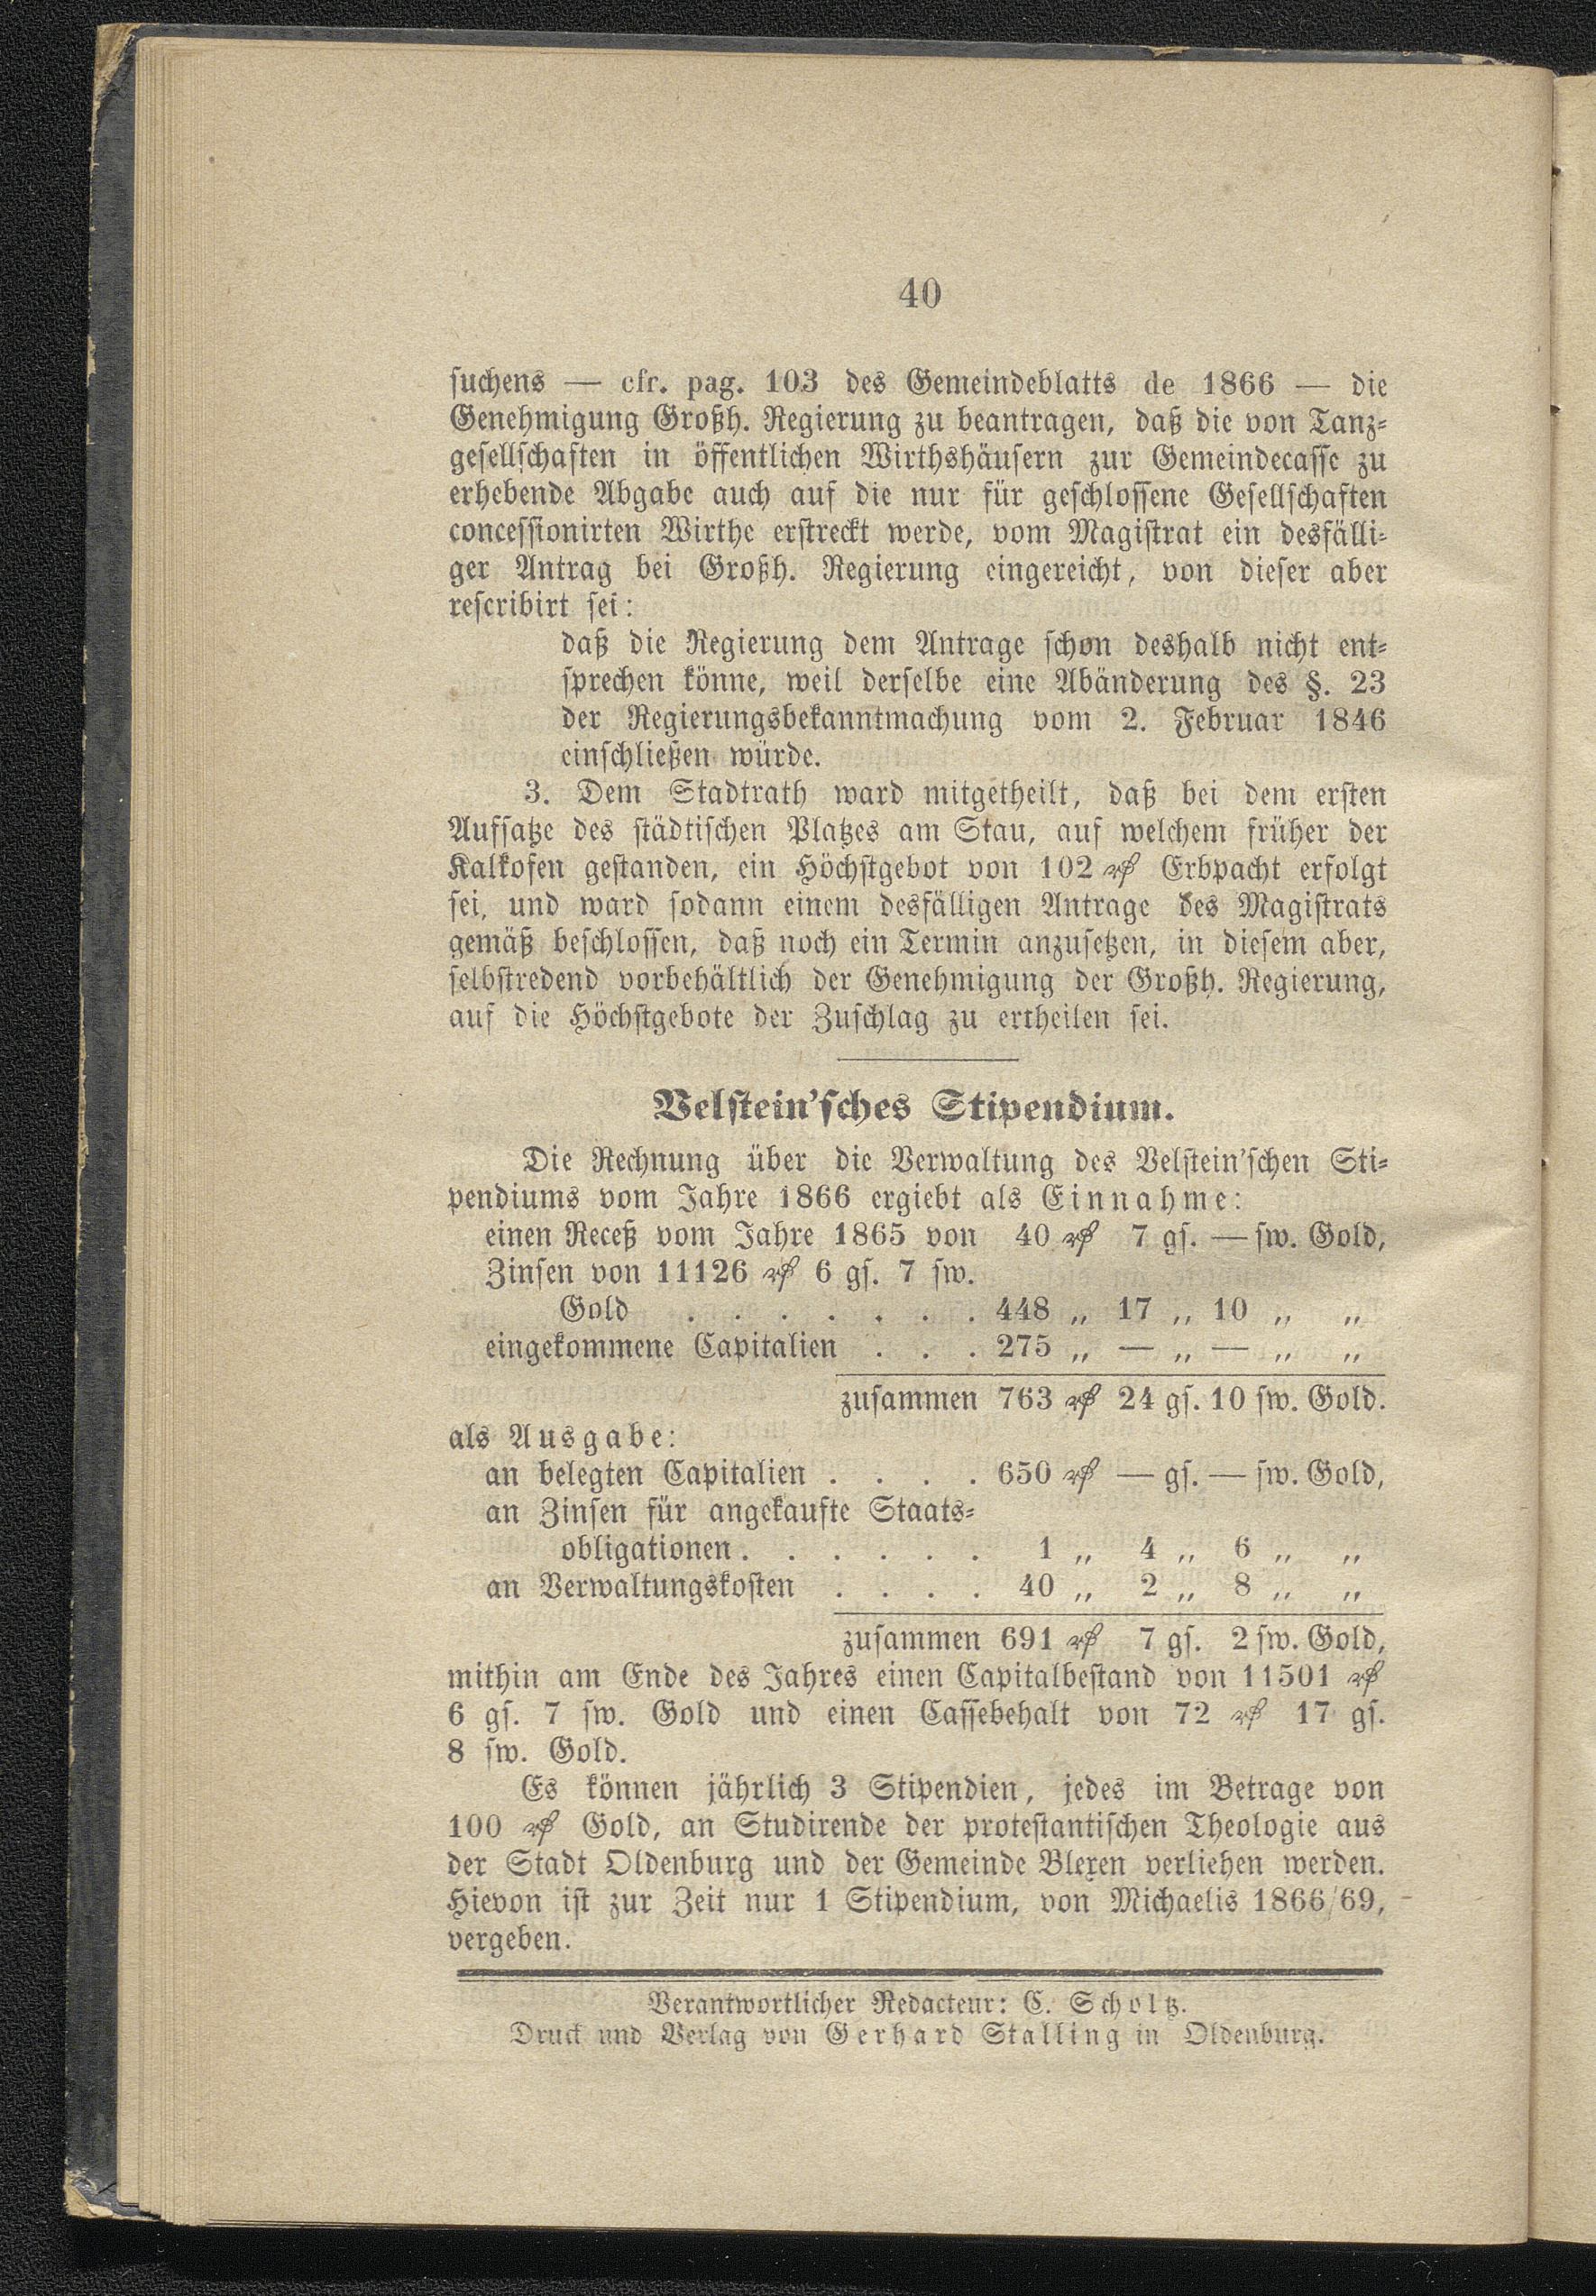 40
suchens — cfr. pag. 103 des Gemeindeblatts de 1866 — die
Genehmigung Großh. Regierung zu beantragen, daß die von Tanz-
gesellschaften in öffentlichen Wirthshäusern zur Gemeindecasse zu
erhebende Abgabe auch auf die nur für geschlossene Gesellschaften
concessionirten Wirthe erstreckt werde, vom Magistrat ein desfälli-
ger Antrag bei Großh. Regierung eingereicht, von dieser aber
rescribirt sei:
daß die Regierung dem Antrage schon deshalb nicht ent-
sprechen könne, weil derselbe eine Abänderung des §. 23
der Regierungsbekanntmachung vom 2. Februar 1846
einschließen würde.
3. Dem Stadtrath ward mitgetheilt, daß bei dem ersten
Aufsatze des städtischen Platzes am Stau, auf welchem früher der
Kalkofen gestanden, ein Höchstgebot von 102 ₰ Erbpacht erfolgt
sei, und ward sodann einem desfälligen Antrage des Magistrats
gemäß beschlossen, daß noch ein Termin anzusetzen, in diesem aber,
selbstredend vorbehältlich der Genehmigung der Großh. Regierung,
auf die Höchstgebote der Zuschlag zu ertheilen sei.
Velstein'sches Stipendium.
Die Rechnung über die Verwaltung des Velstein'schen Sti-
pendiums vom Jahre 1866 ergiebt als Einnahme:
einen Receß vom Jahre 1865 von 40 ₰ 7 gs. — sw. Gold,
Zinsen von 11126 ₰ 6 gs. 7 sw.
Gold . . . . . . . 448 „ 17 „ 10 „ „
eingekommene Capitalien . . . 275 „ — „ — „ „
zusammen 763 ₰ 24 gs. 10 sw. Gold.
als Ausgabe:
an belegten Capitalien . . . . 650 ₰ — gs. — sw. Gold,
an Zinsen für angekaufte Staats-
obligationen . . . . . . 1 „ 4 „ 6 „ „
an Verwaltungskosten . . . . 40 „ 2 „ 8 „ „
zusammen 691 ₰ 7 gs. 2 sw. Gold,
mithin am Ende des Jahres einen Capitalbestand von 11501 ₰
6 gs. 7 sw. Gold und einen Cassebehalt von 72 ₰ 17 gs.
8 sw. Gold.
Es können jährlich 3 Stipendien, jedes im Betrage von
100 ₰ Gold, an Studirende der protestantischen Theologie aus
der Stadt Oldenburg und der Gemeinde Blexen verliehen werden.
Hievon ist zur Zeit nur 1 Stipendium, von Michaelis 1866/69,
vergeben.
Verantwortlicher Redacteur: C. Scholtz.
Druck und Verlag von Gerhard Stalling in Oldenburg.